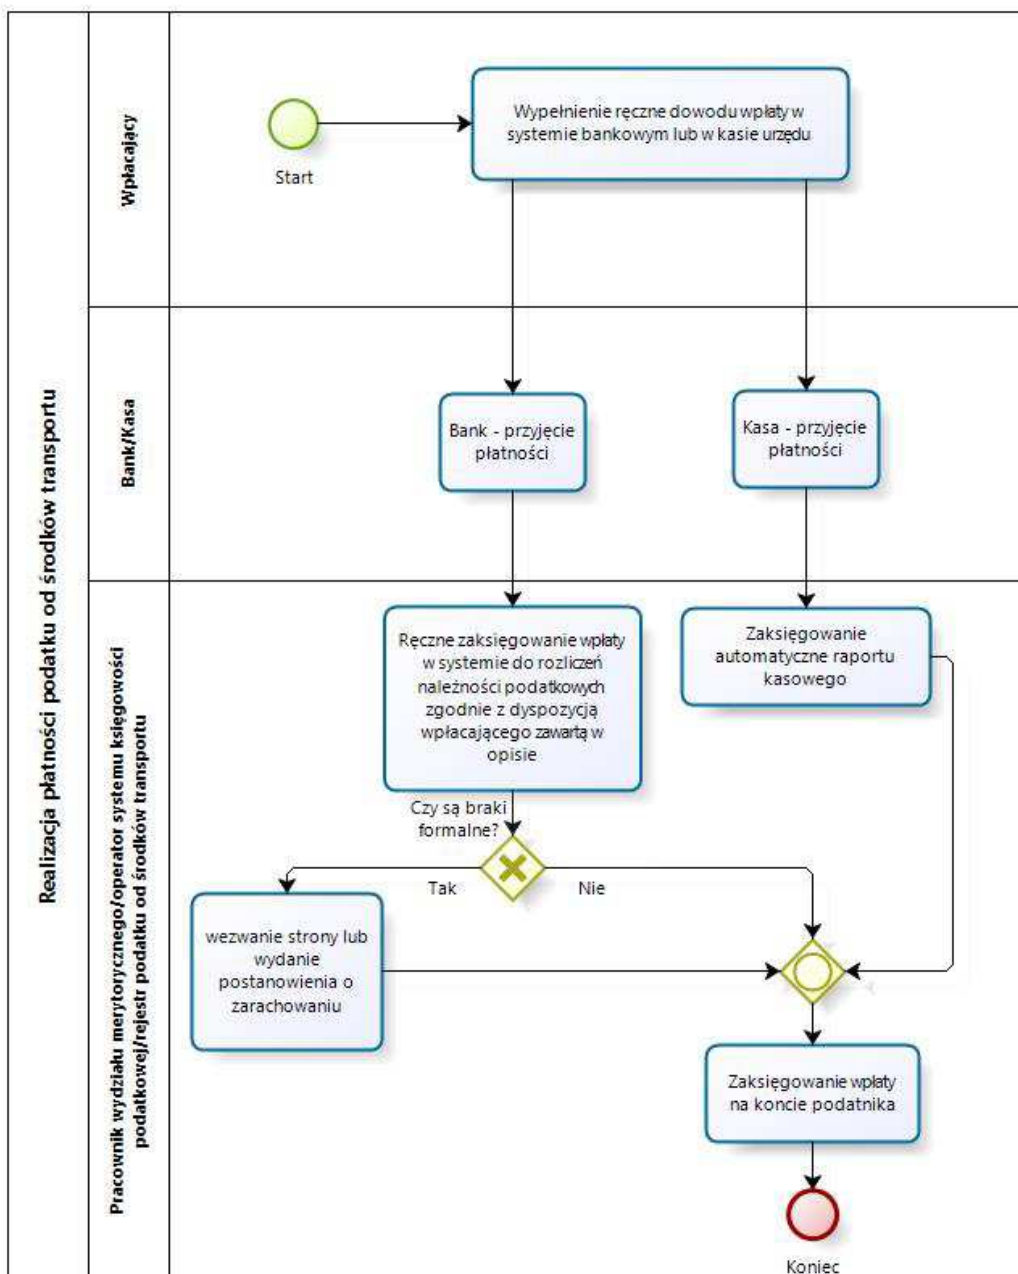 Realizacja płatności podatku od środków transportu
Wpłacający
Start
Wypełnienie ręczne dowodu wpłaty w
systemie bankowym lub w kasie urzędu
Bank/Kasa
Bank - przyjęcie
płatności
Kasa - przyjęcie
płatności
Pracownik wydziału merytorycznego/operator systemu księgowości
podatkowej/rejestr podatku od środków transportu
Ręczne zaksięgowanie wpłaty
w systemie do rozliczeń
należności podatkowych
zgodnie z dyspozycją
wpłacającego zawartą w
opisie
Zaksięgowanie
automatyczne raportu
kasowego
Czy są braki
formalne?
Tak
Nie
wezwanie strony lub
wydanie
postanowienia o
zarachowaniu
Zaksięgowanie wpłaty
na koncie podatnika
Koniec